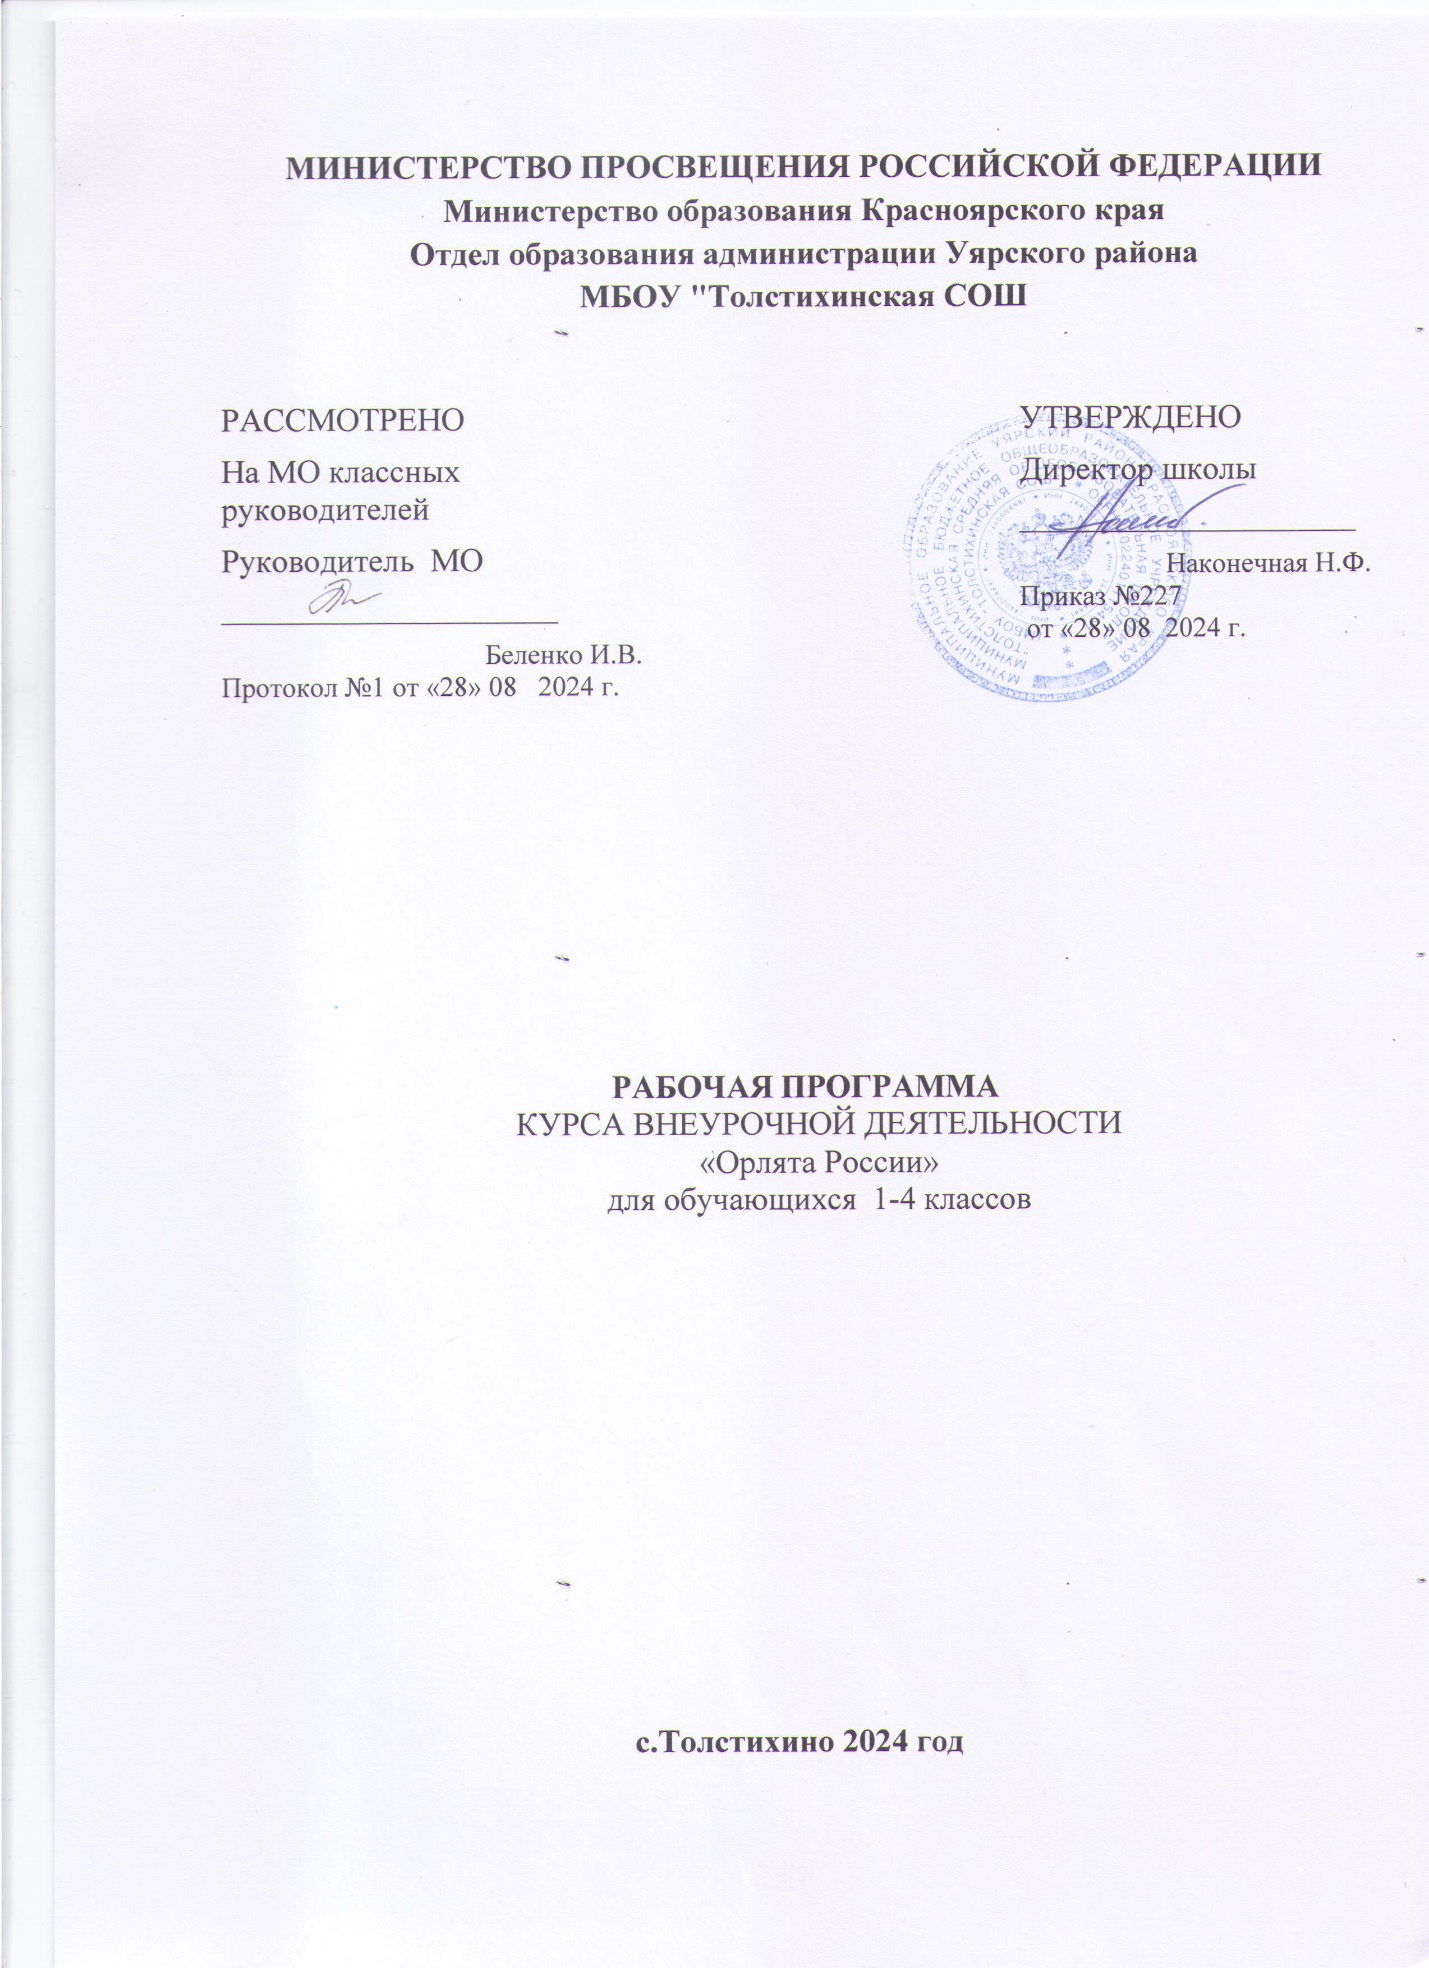 МИНИСТЕРСТВО ПРОСВЕЩЕНИЯ РОССИЙСКОЙ ФЕДЕРАЦИИ
Министерство образования Красноярского края
Отдел образования администрации Уярского района
МБОУ "Толстихинская СОШ
РАССМОТРЕНО
На МО классных
руководителей
Руководитель МО
Беленко И.В.
Протокол №1 от «28» 08 2024 г.
УТВЕРЖДЕНО
Директор школы
Наконечная Н.Ф.
Приказ №227
от «28» 08 2024 г.
РАБОЧАЯ ПРОГРАММА
КУРСА ВНЕУРОЧНОЙ ДЕЯТЕЛЬНОСТИ
«Орлята России»
для обучающихся 1-4 классов
с.Толстихино 2024 год